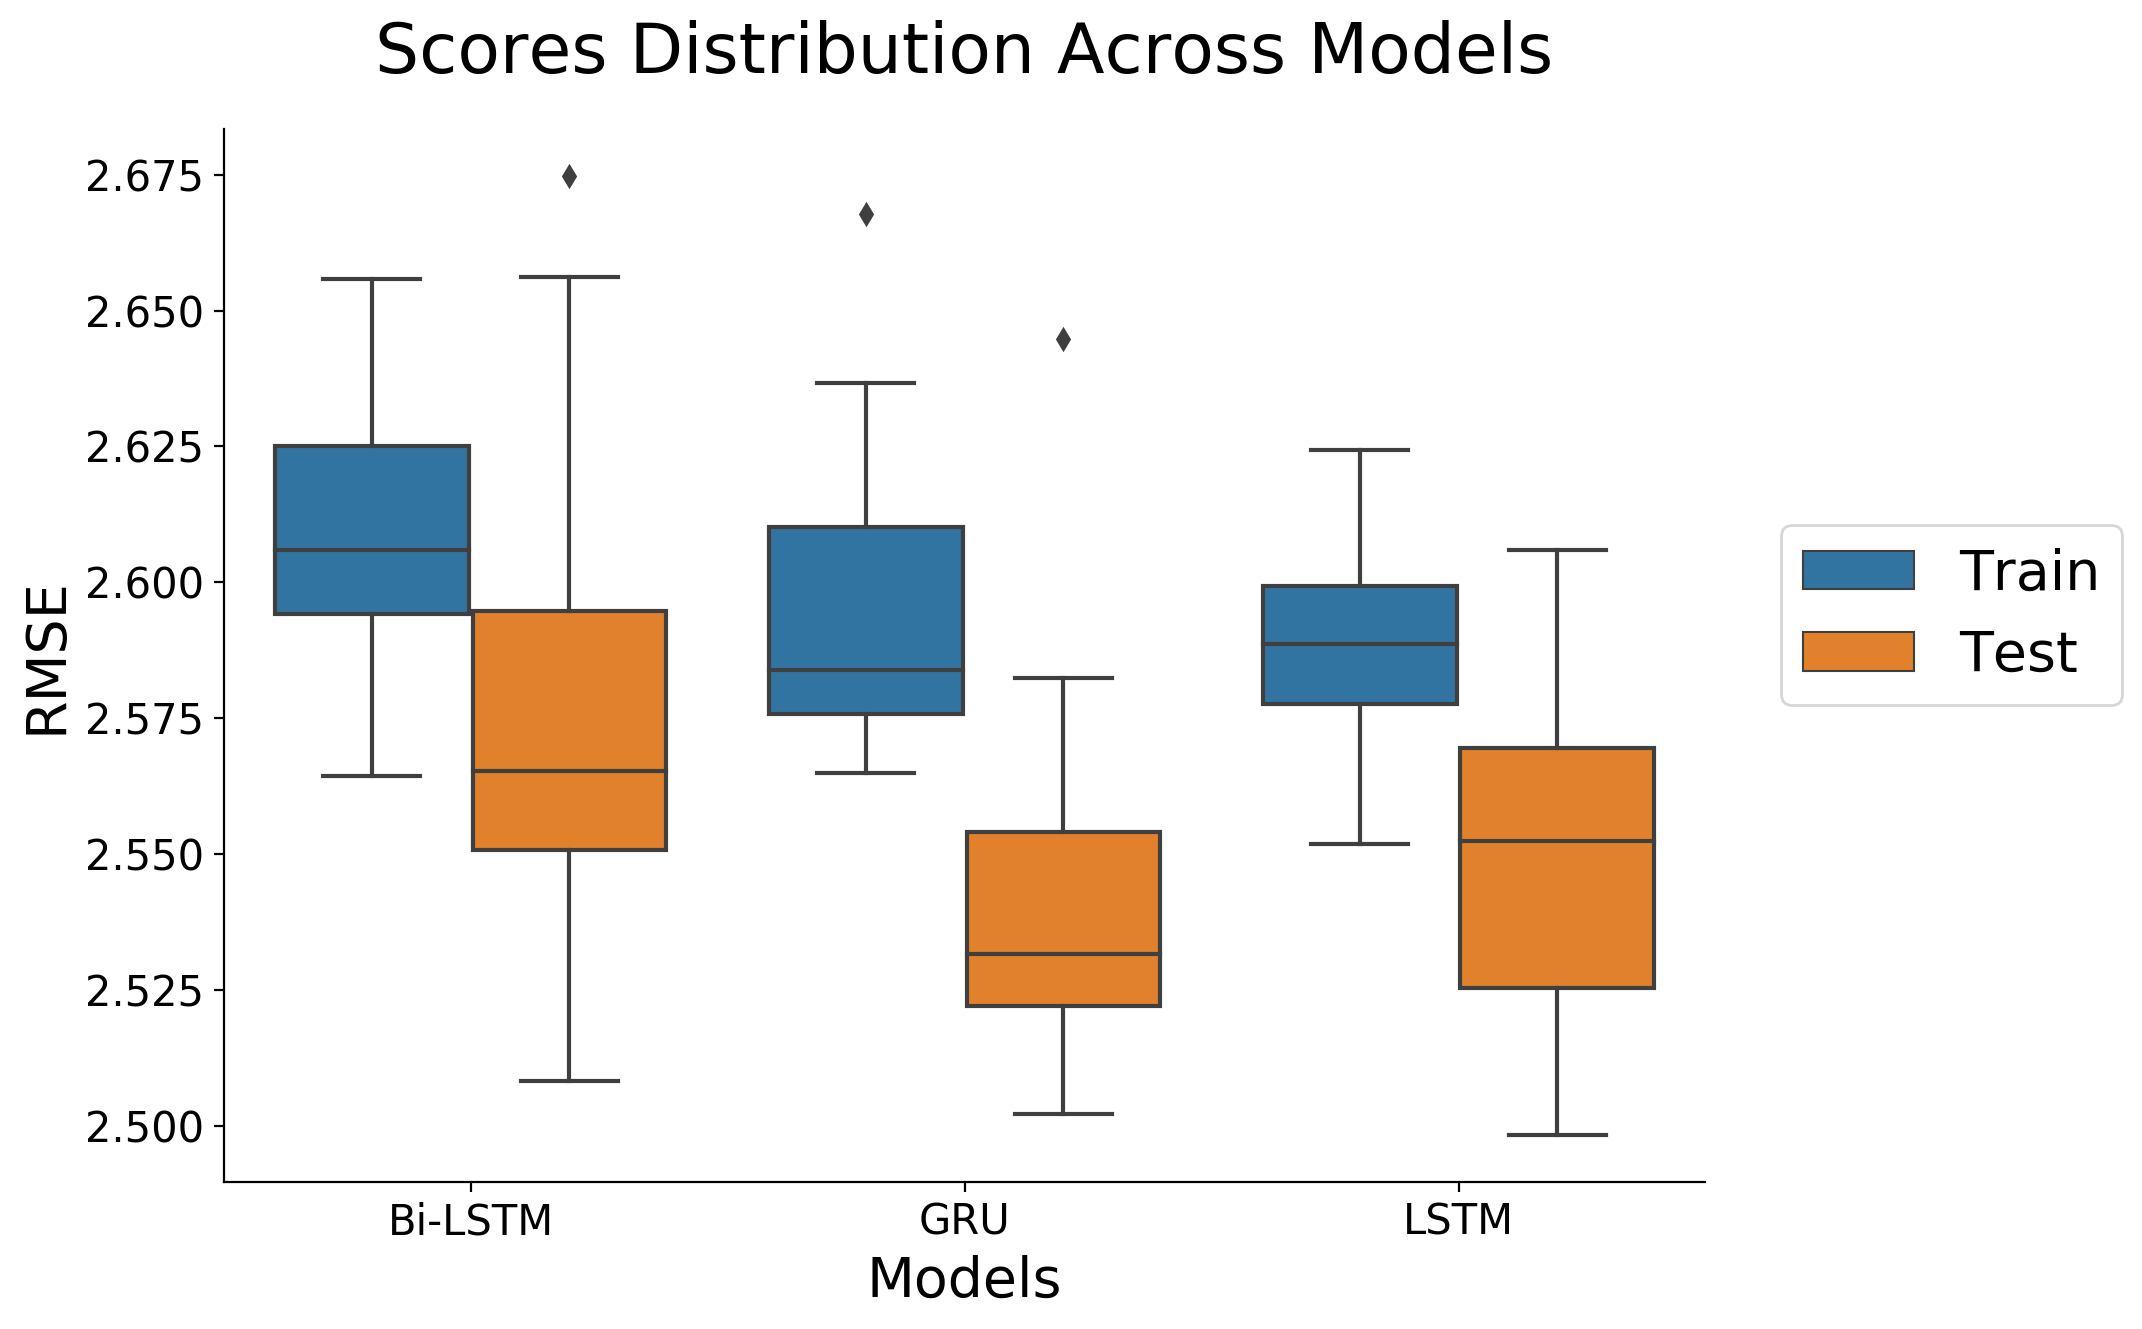 Scores Distribution Across Models
2.675
2.650
2.625
2.600
2.575
2.550
2.525
2.500
RMSE
Bi-LSTM GRU LSTM
Models
Train
Test